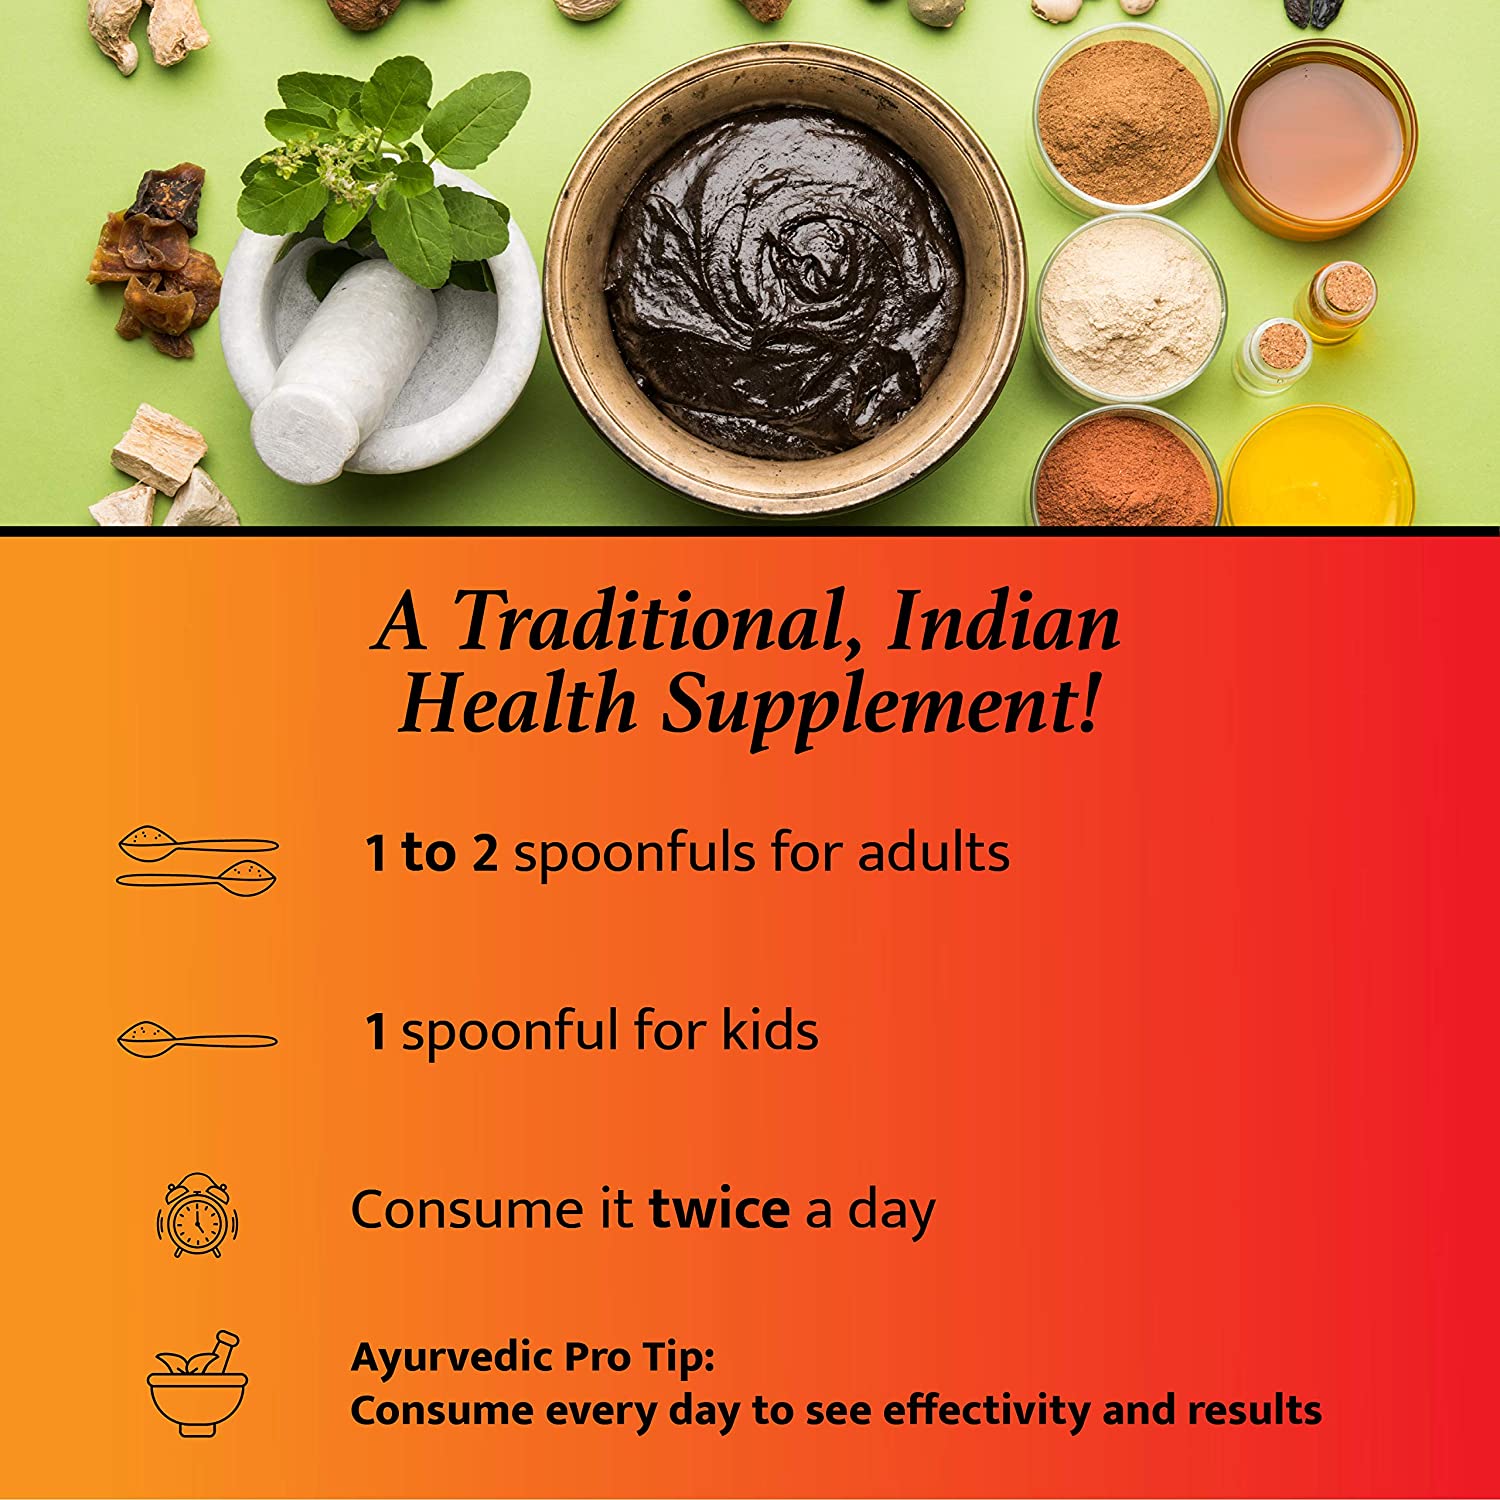 A Traditional, Indian
Health Supplement!
1 to 2 spoonfuls for adults
1 spoonful for kids
Consume it twice a day
Ayurvedic Pro Tip:
Consume every day to see effectivity and results